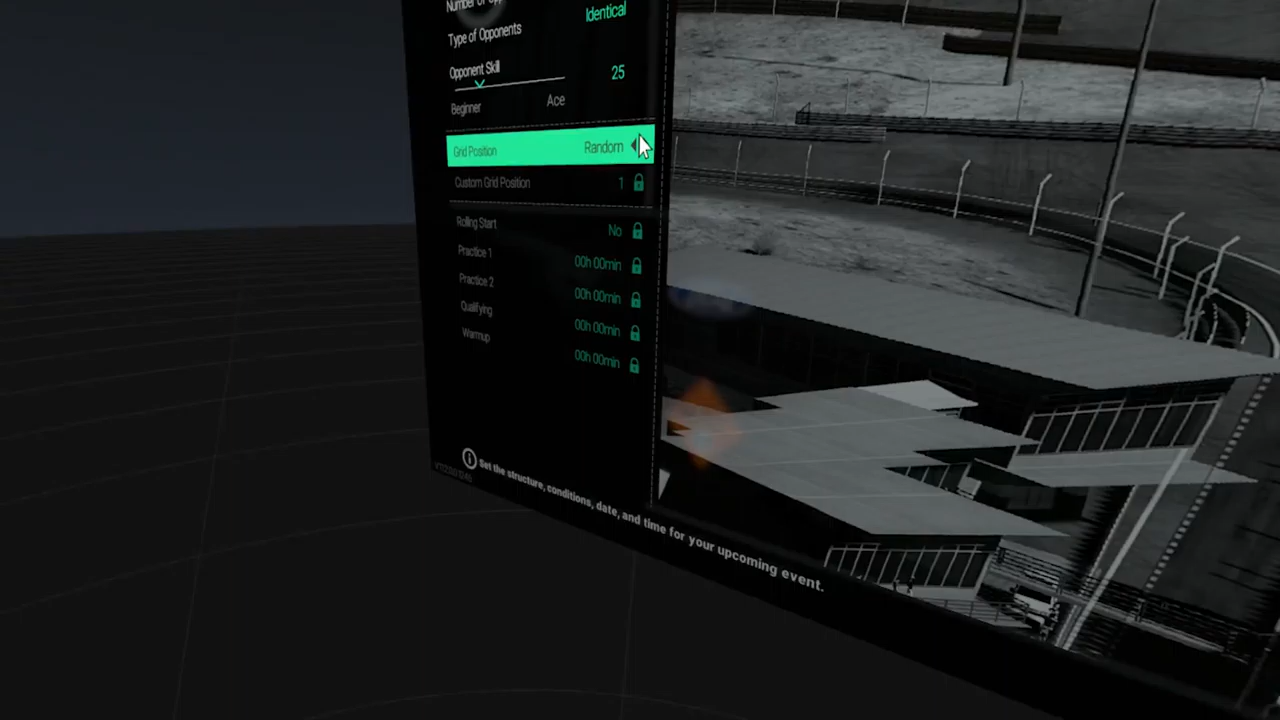 Number of
Identical
Type of Opponents
Opponent Skill
25
Beginner
Ace
Grid Position
Random
Custom Grid Position
1
Rolling Start
No
Practice 1
00h 00min
Practice 2
00h 00min
Qualifying
00h 00min
Warmup
00h 00min
Set the structure, conditions, date, and time for your upcoming event.